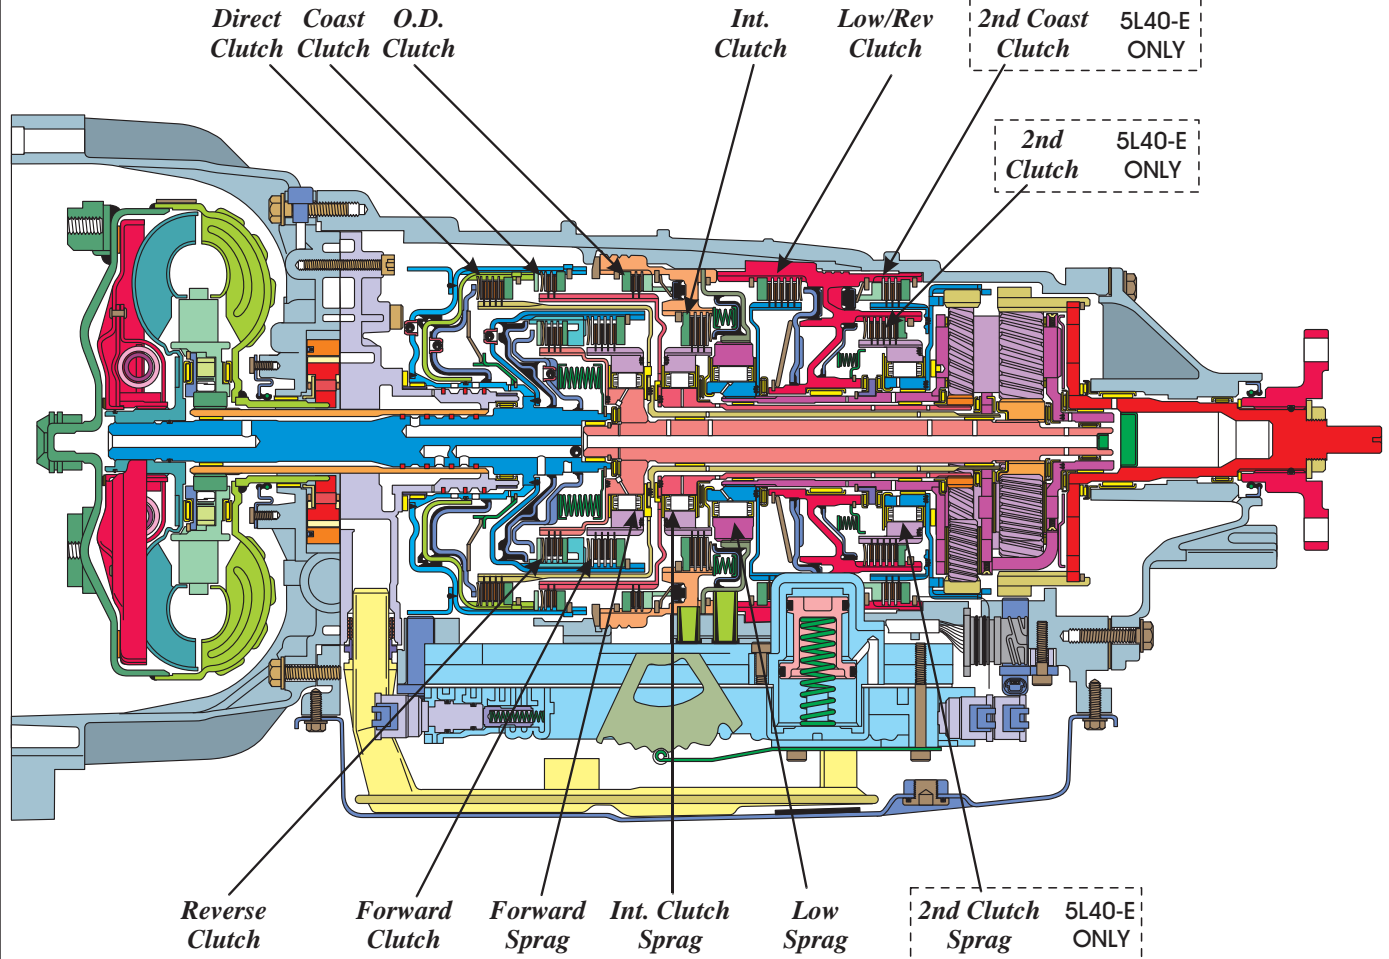 Direct
Clutch
Coast
Clutch
O.D.
Clutch
Int.
Clutch
Low/Rev
Clutch
2nd Coast
Clutch
5L40-E
ONLY
2nd
Clutch
5L40-E
ONLY
Reverse
Clutch
Forward
Clutch
Forward
Sprag
Int. Clutch
Sprag
Low
Sprag
2nd Clutch
Sprag
5L40-E
ONLY